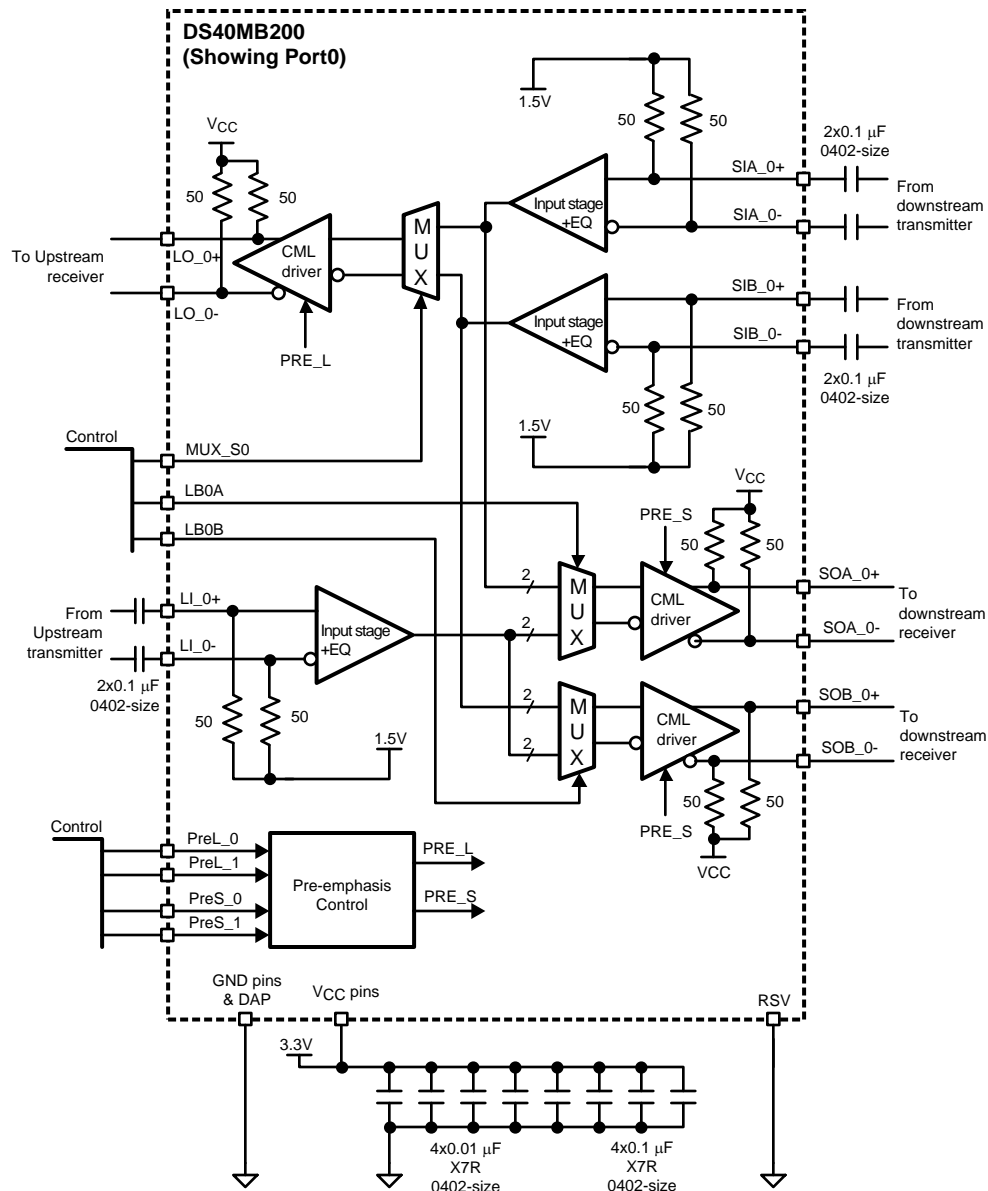 DS40MB200
(Showing Port0)
1.5V
50
50
2x0.1 μF
0402-size
VCC
50
50
SIA_0+
SIA_0-
From
downstream
transmitter
Input stage
+EQ
MUX
CML
driver
LO_0+
LO_0-
To Upstream
receiver
PRE_L
Input stage
+EQ
SIB_0+
SIB_0-
From
downstream
transmitter
2x0.1 μF
0402-size
50
50
1.5V
Control
MUX_S0
LB0A
LB0B
VCC
PRE_S
50
50
2
2
MUX
CML
driver
SOA_0+
SOA_0-
To
downstream
receiver
From
Upstream
transmitter
LI_0+
LI_0-
Input stage
+EQ
2x0.1 μF
0402-size
50
50
1.5V
2
2
MUX
CML
driver
SOB_0+
SOB_0-
To
downstream
receiver
50
50
PRE_S
VCC
Control
PreL_0
PreL_1
PreS_0
PreS_1
Pre-emphasis
Control
PRE_L
PRE_S
GND pins
& DAP
VCC pins
RSV
3.3V
4x0.01 μF
X7R
0402-size
4x0.1 μF
X7R
0402-size